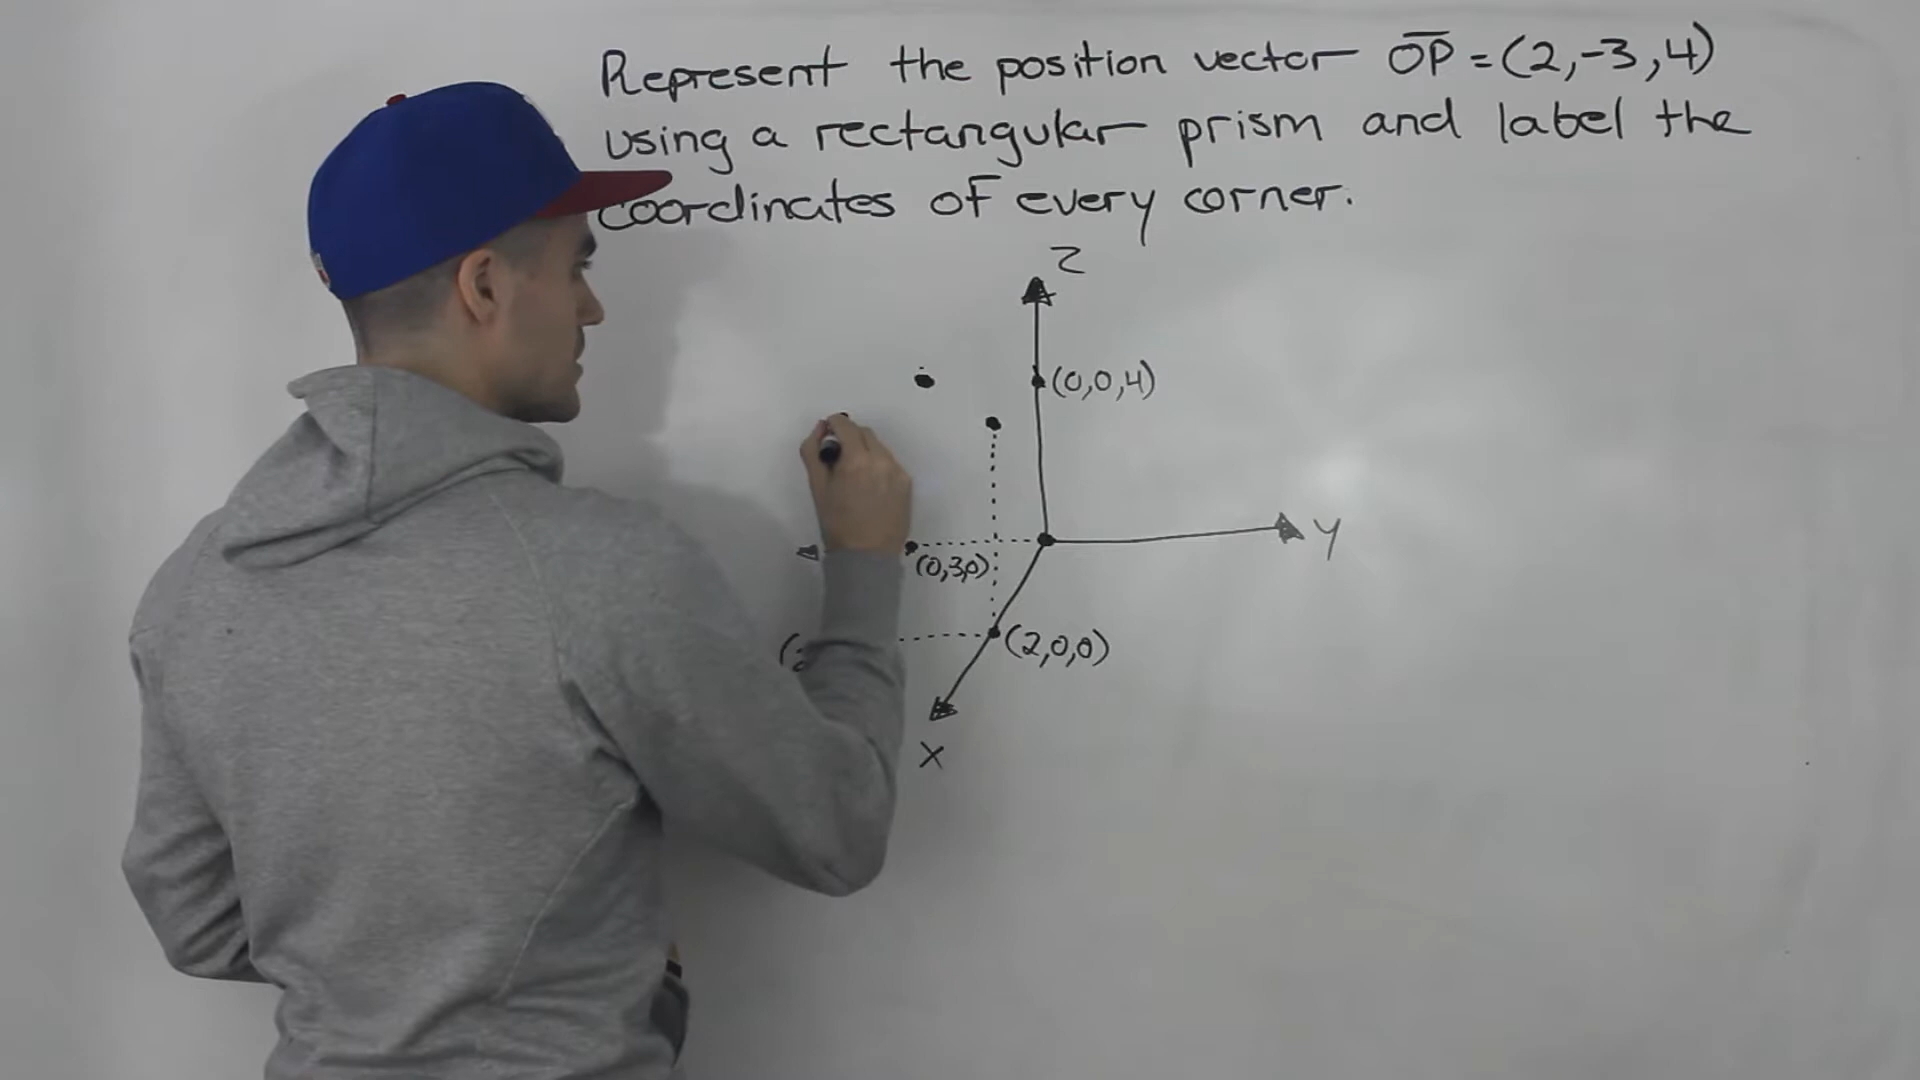 Represent the position vector OP = (2,-3,4)
using a rectangular prism and label the
coordinates of every corner.
Z
(0,0,4)
Y
(0,3,0)
(2,0,0)
X